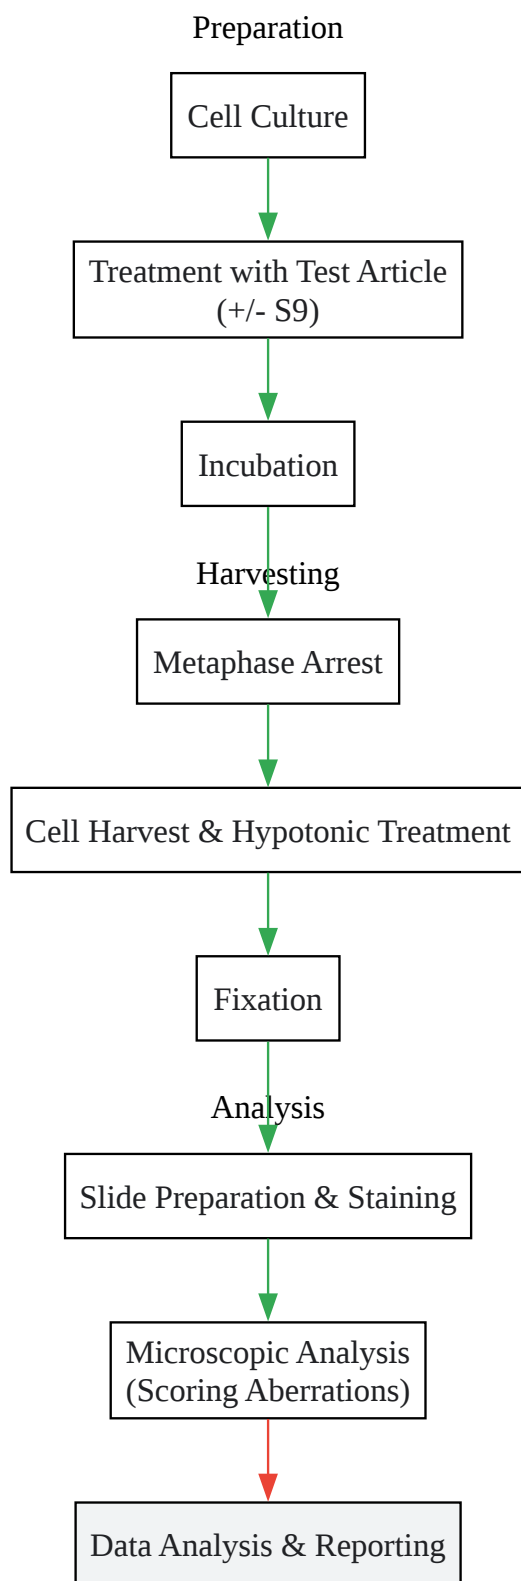 Preparation
Cell Culture
Treatment with Test Article
(+/- S9)
Incubation
Harvesting
Metaphase Arrest
Cell Harvest & Hypotonic Treatment
Fixation
Analysis
Slide Preparation & Staining
Microscopic Analysis
(Scoring Aberrations)
Data Analysis & Reporting